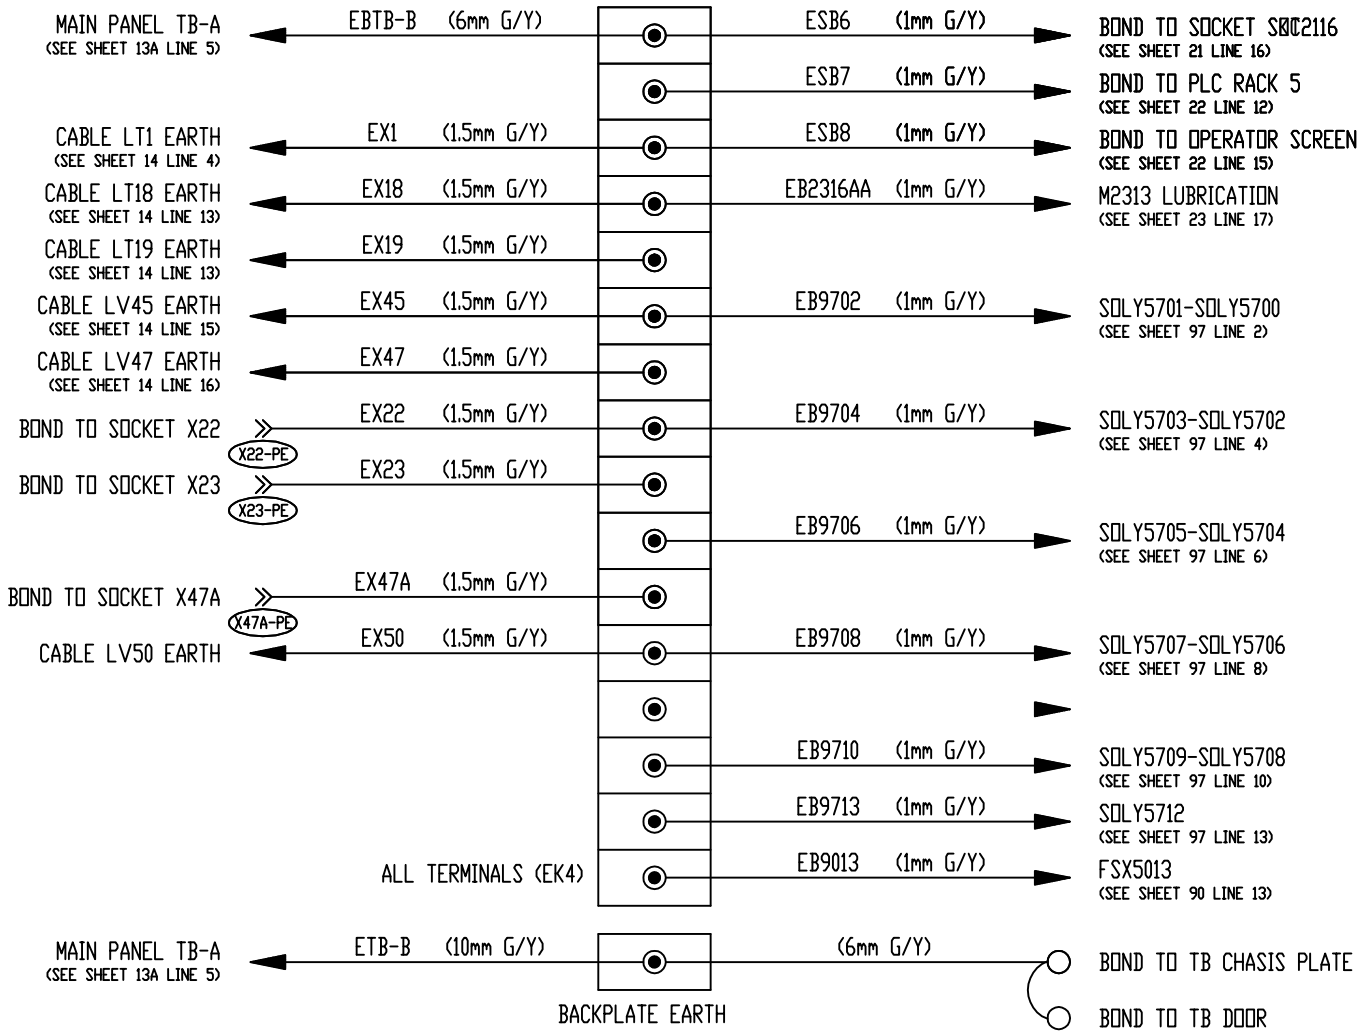 MAIN PANEL TB-A EBTB-B (6mm G/Y) ESB6 (1mm G/Y) BOND TO SOCKET SOC2116
(SEE SHEET 13A LINE 5) (SEE SHEET 21 LINE 16)
ESB7 (1mm G/Y) BOND TO PLC RACK 5
(SEE SHEET 22 LINE 12)
CABLE LT1 EARTH EX1 (1.5mm G/Y) ESB8 (1mm G/Y) BOND TO OPERATOR SCREEN
(SEE SHEET 14 LINE 4) (SEE SHEET 22 LINE 15)
CABLE LT18 EARTH EX18 (1.5mm G/Y) EB2316AA (1mm G/Y) M2313 LUBRICATION
(SEE SHEET 14 LINE 13) (SEE SHEET 23 LINE 17)
CABLE LT19 EARTH EX19 (1.5mm G/Y)
(SEE SHEET 14 LINE 13)
CABLE LV45 EARTH EX45 (1.5mm G/Y) EB9702 (1mm G/Y) SOLY5701-SOLY5700
(SEE SHEET 14 LINE 15) (SEE SHEET 97 LINE 2)
CABLE LV47 EARTH EX47 (1.5mm G/Y)
(SEE SHEET 14 LINE 16)
BOND TO SOCKET X22 EX22 (1.5mm G/Y) EB9704 (1mm G/Y) SOLY5703-SOLY5702
X22-PE (SEE SHEET 97 LINE 4)
BOND TO SOCKET X23 EX23 (1.5mm G/Y)
X23-PE
EB9706 (1mm G/Y) SOLY5705-SOLY5704
(SEE SHEET 97 LINE 6)
BOND TO SOCKET X47A EX47A (1.5mm G/Y)
X47A-PE
CABLE LV50 EARTH EX50 (1.5mm G/Y) EB9708 (1mm G/Y) SOLY5707-SOLY5706
(SEE SHEET 97 LINE 8)
EB9710 (1mm G/Y) SOLY5709-SOLY5708
(SEE SHEET 97 LINE 10)
EB9713 (1mm G/Y) SOLY5712
(SEE SHEET 97 LINE 13)
ALL TERMINALS (EK4) EB9013 (1mm G/Y) FSX5013
(SEE SHEET 90 LINE 13)
MAIN PANEL TB-A ETB-B (10mm G/Y) (6mm G/Y) BOND TO TB CHASIS PLATE
(SEE SHEET 13A LINE 5)
BACKPLATE EARTH BOND TO TB DOOR